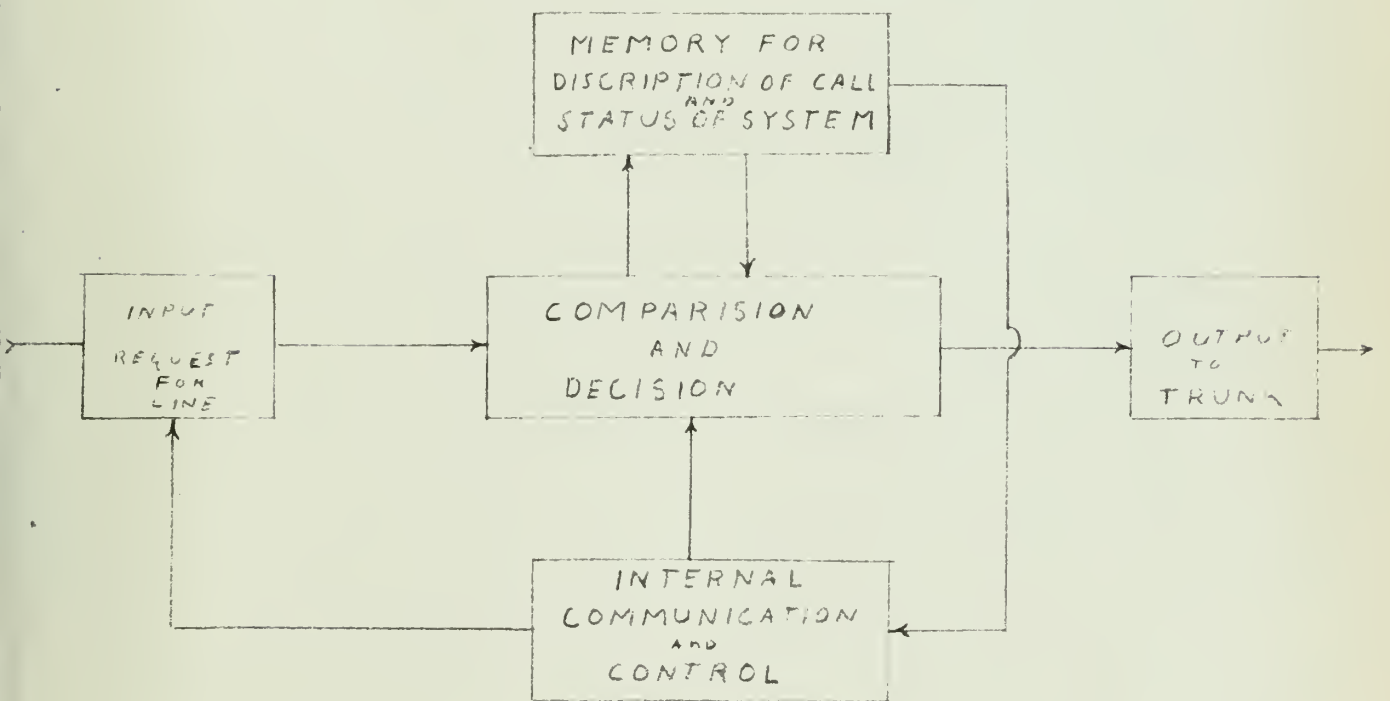 MEMORY FOR
DISCRIPTION OF CALL
AND
STATUS OF SYSTEM
INPUT
REQUEST
FOR
LINE
COMPARISION
AND
DECISION
OUTPUT
TO
TRUNK
INTERNAL
COMMUNICATION
AND
CONTROL